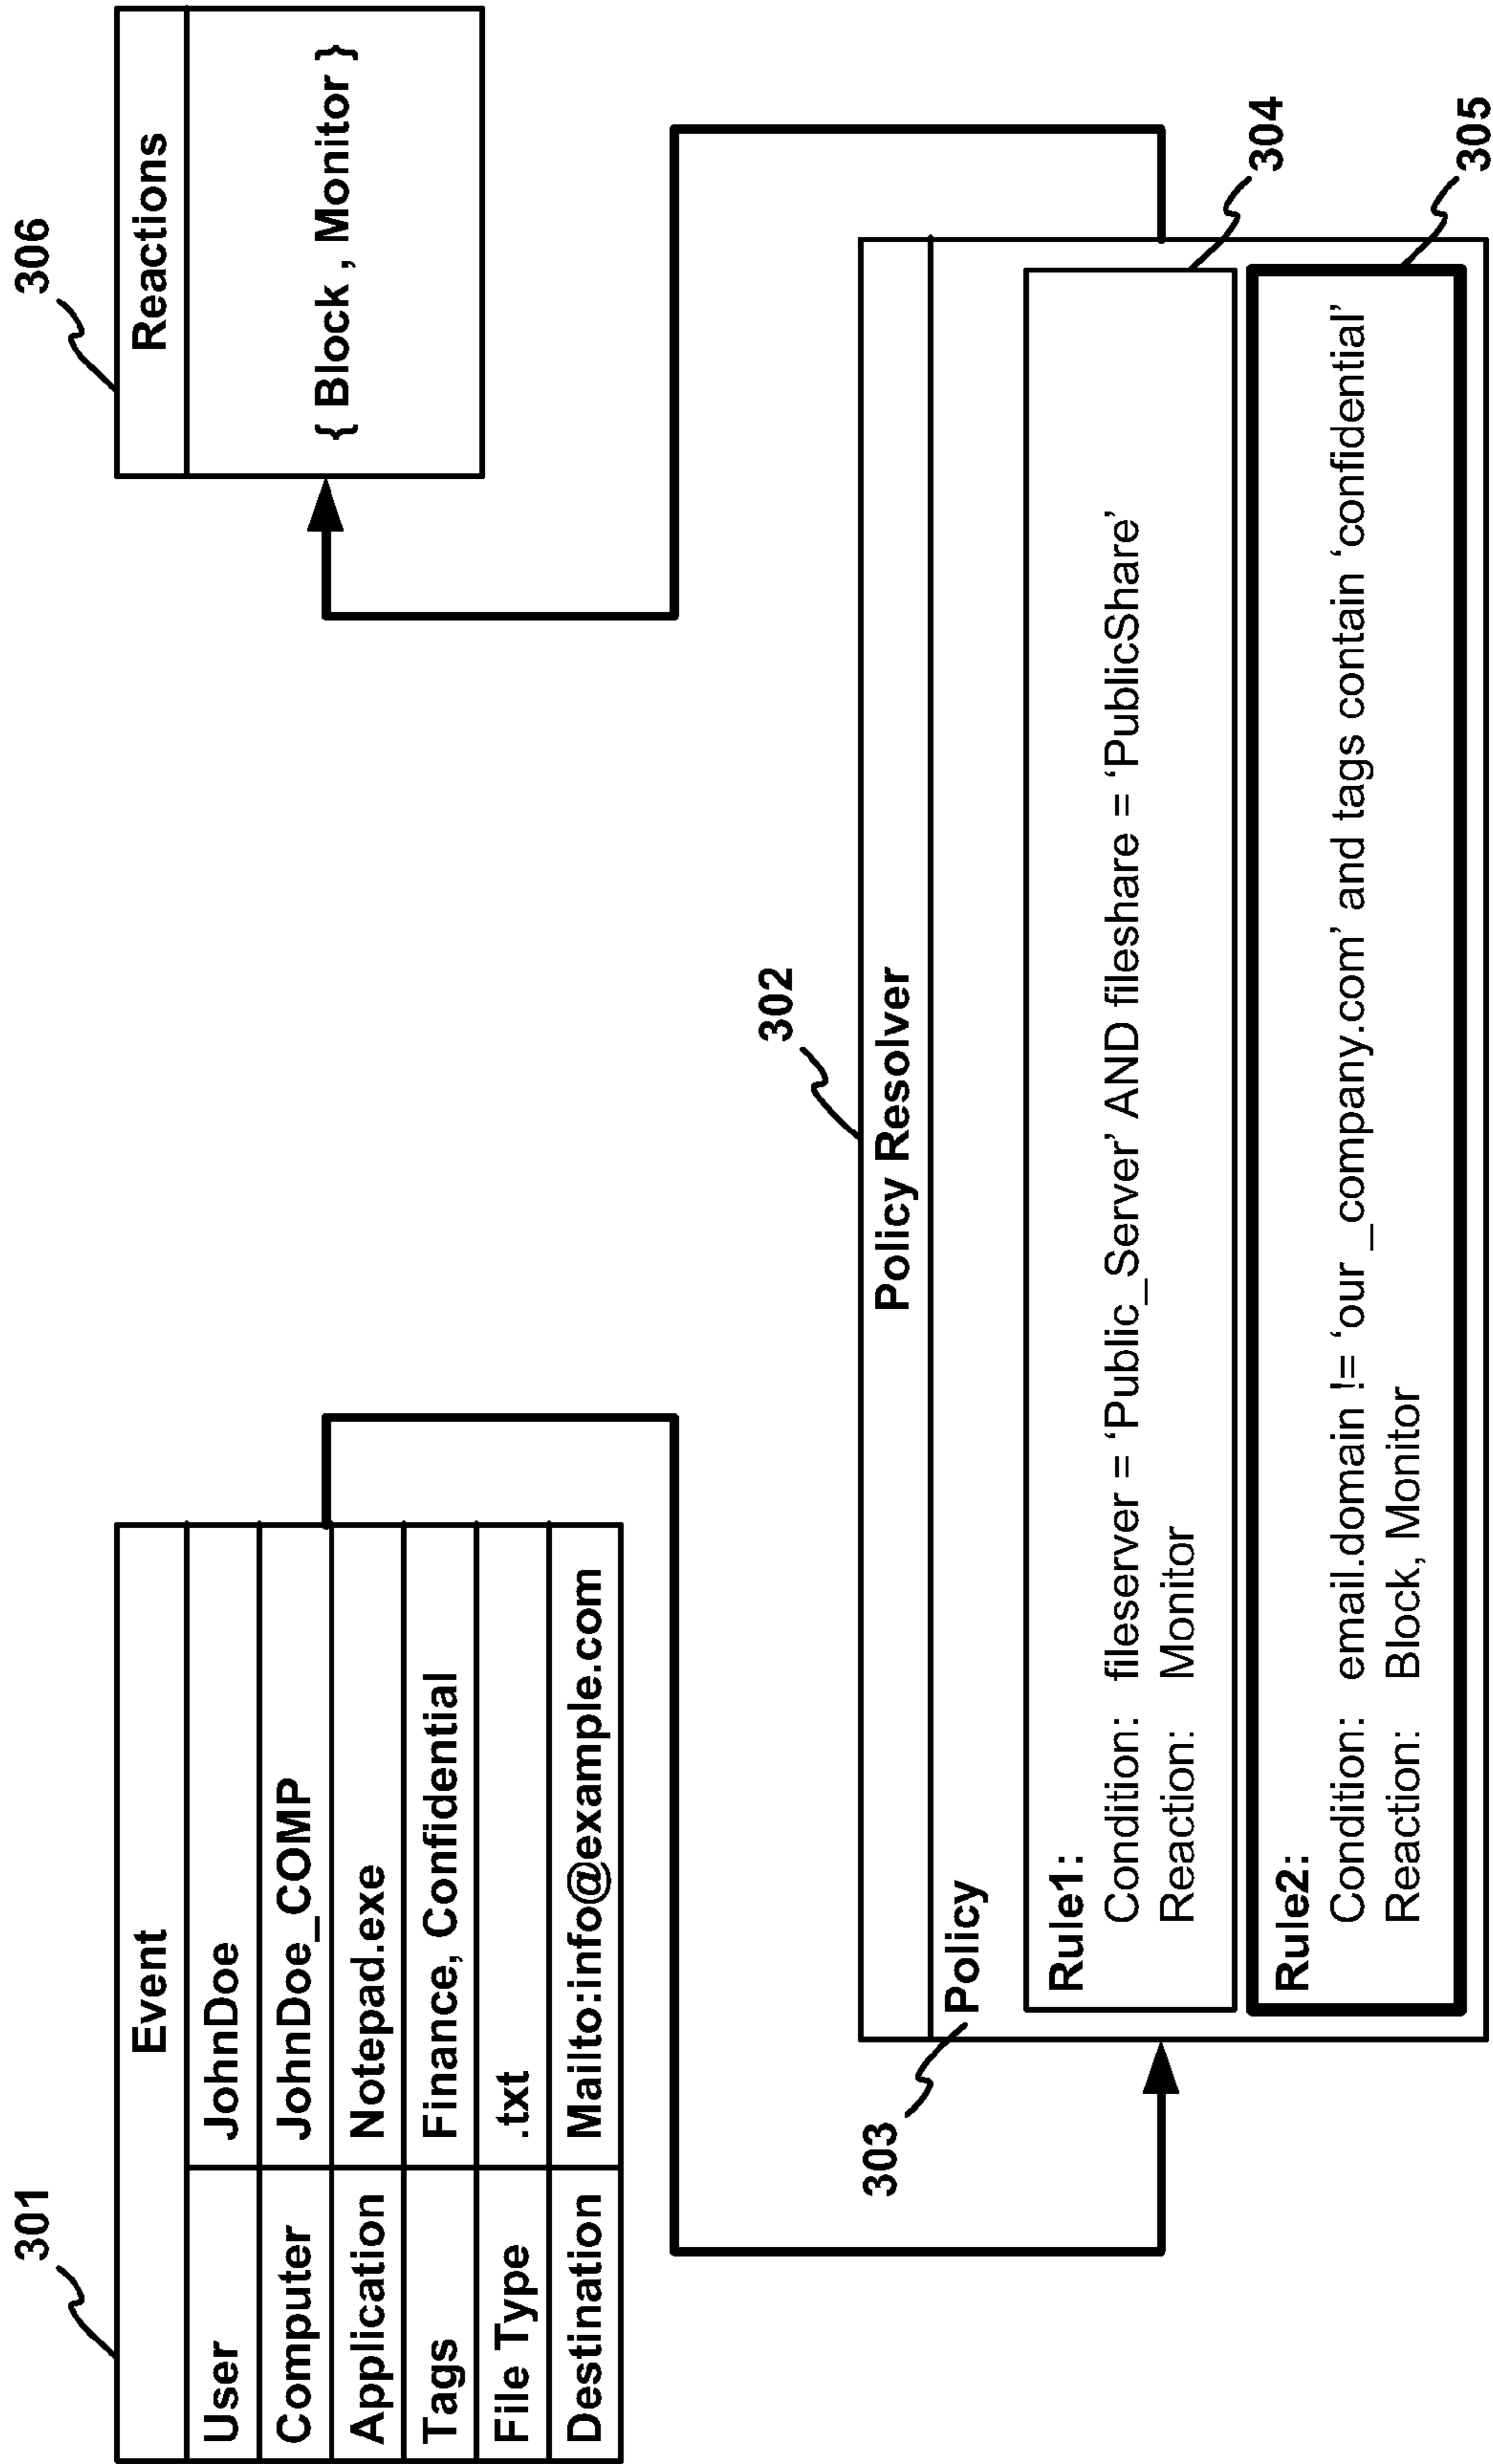 301
Event
User JohnDoe
Computer JohnDoe_COMP
Application Notepad.exe
Tags Finance, Confidential
File Type .txt
Destination Mailto:info@example.com
306
Reactions
{ Block , Monitor }
302
Policy Resolver
303
Policy
Rule1:
Condition: fileserver = ‘Public_Server’ AND fileshare = ‘PublicShare’
Reaction: Monitor
304
Rule2:
Condition: email.domain != ‘our _company.com’ and tags contain ‘confidential’
Reaction: Block, Monitor
305